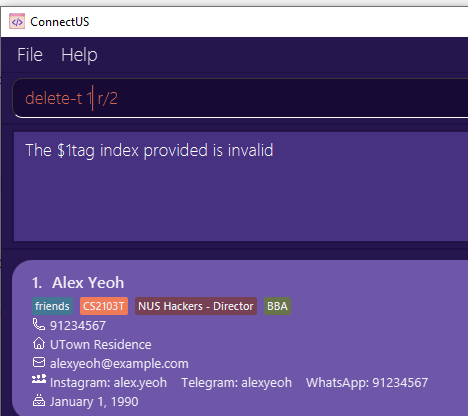 ConnectUS
File Help
delete-t 1 r/2
The $1tag index provided is invalid
1. Alex Yeoh
friends CS2103T NUS Hackers - Director BBA
91234567
UTown Residence
alexyeoh@example.com
Instagram: alex.yeoh Telegram: alexyeoh WhatsApp: 91234567
January 1, 1990